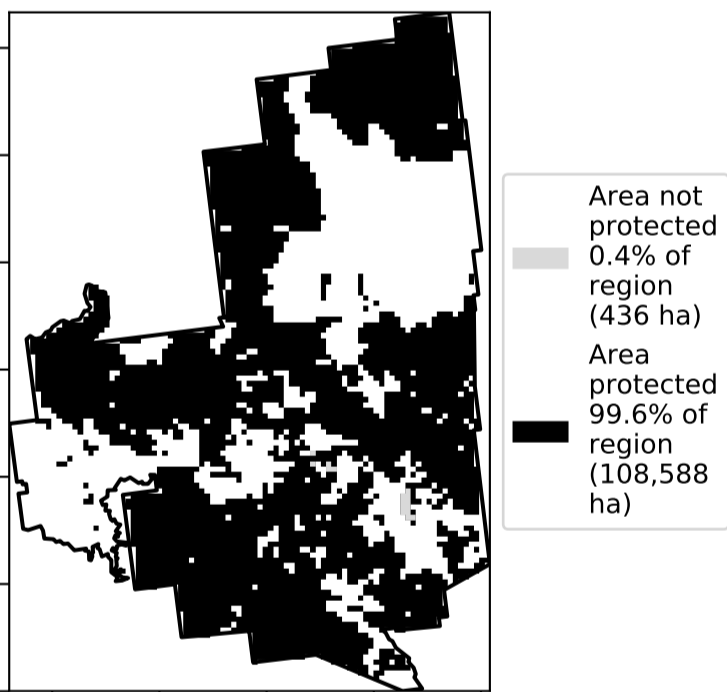 Area not
protected
0.4% of
region
(436 ha)
Area
protected
99.6% of
region
(108,588
ha)